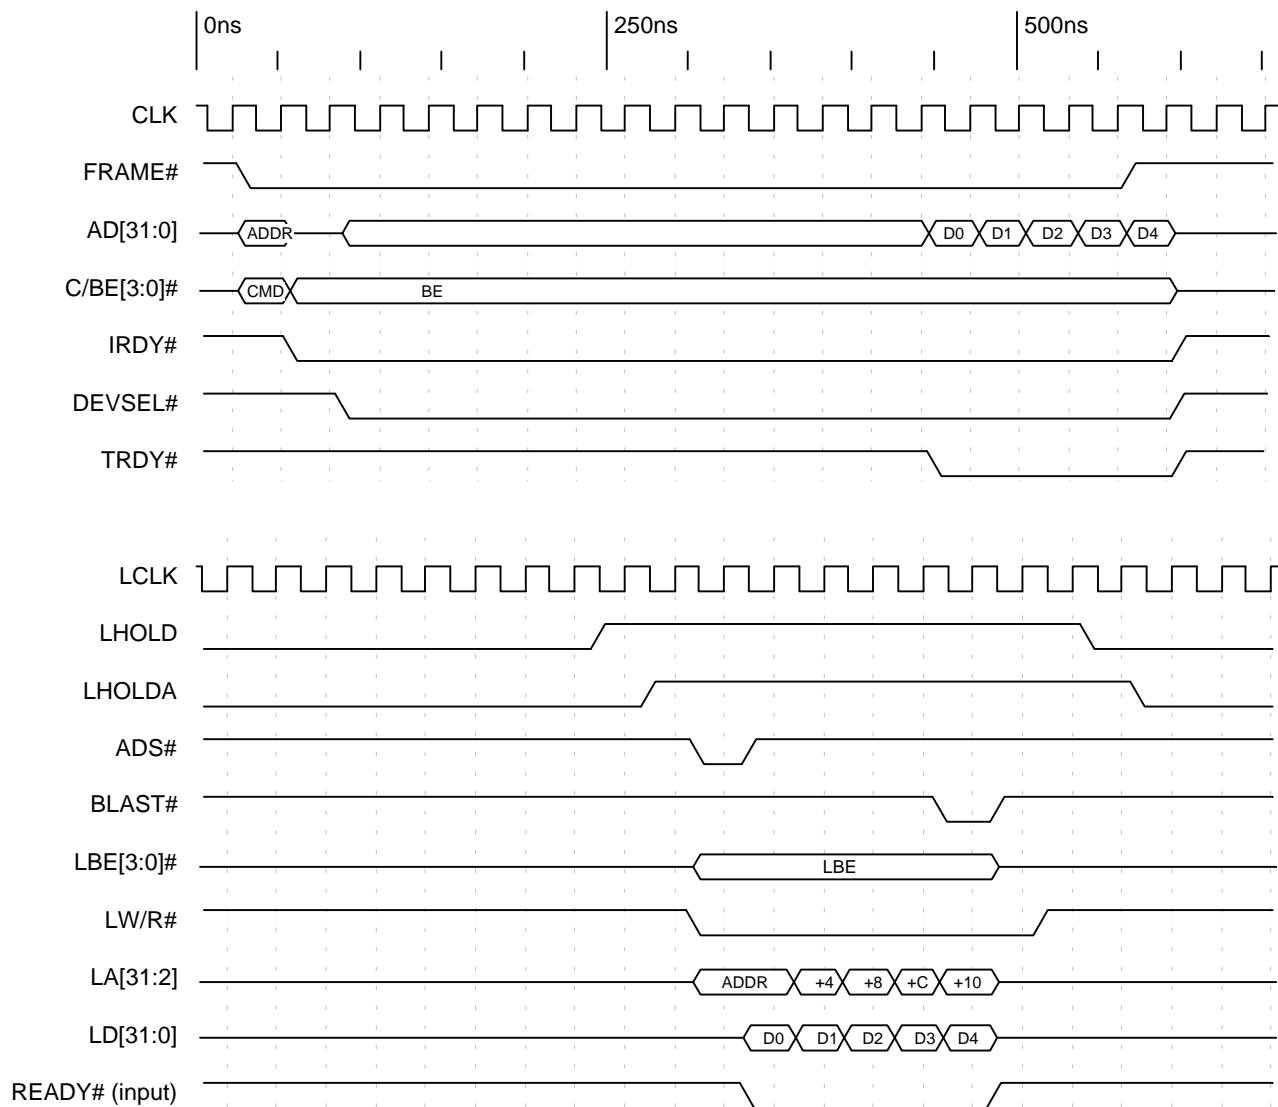 0ns 250ns 500ns
CLK
FRAME#
AD[31:0] ADDR D0 D1 D2 D3 D4
C/BE[3:0]# CMD BE
IRDY#
DEVSEL#
TRDY#
LCLK
LHOLD
LHOLDA
ADS#
BLAST#
LBE[3:0]# LBE
LW/R#
LA[31:2] ADDR +4 +8 +C +10
LD[31:0] D0 D1 D2 D3 D4
READY# (input)